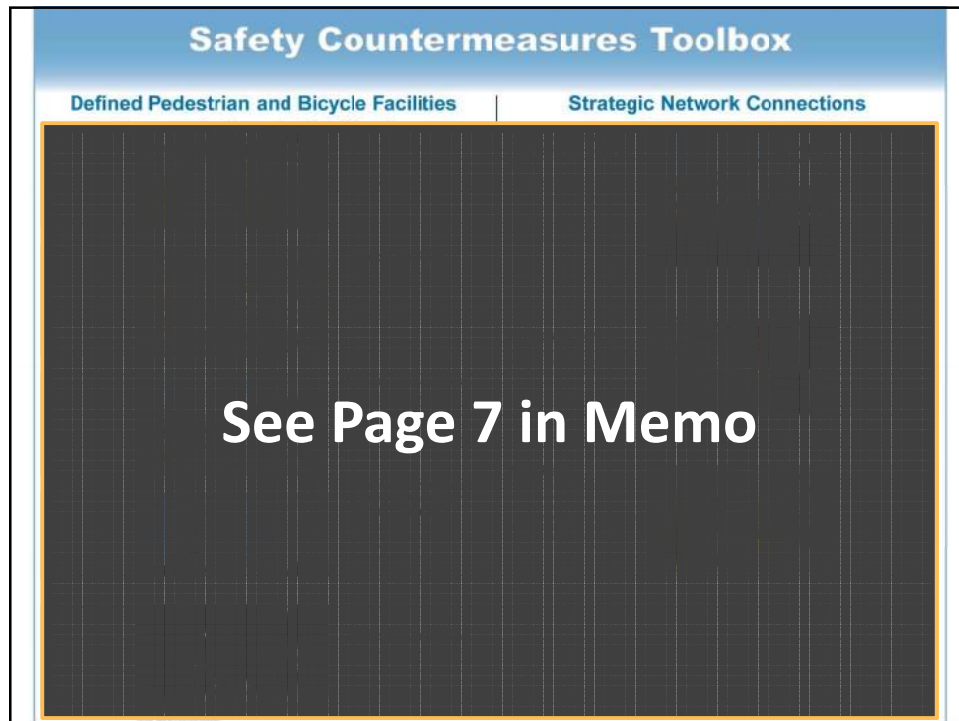 Safety Countermeasures Toolbox
Defined Pedestrian and Bicycle Facilities
Strategic Network Connections
See Page 7 in Memo